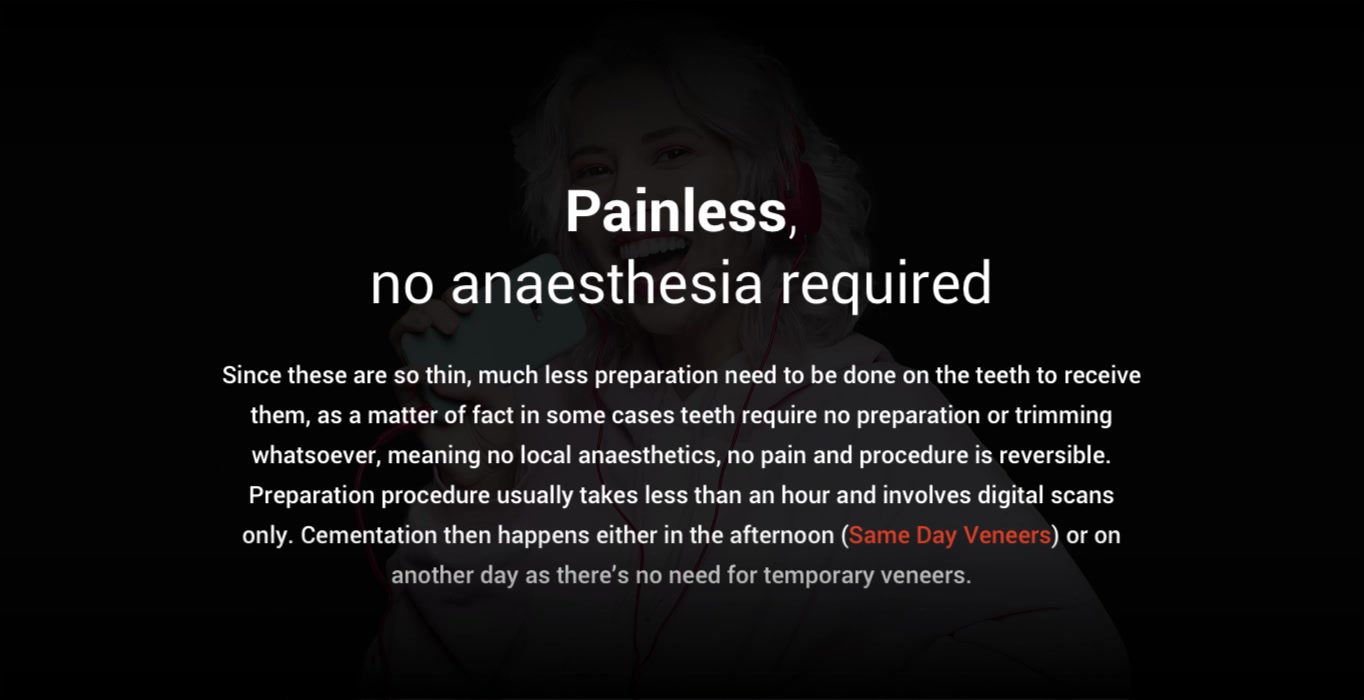 Painless,
no anaesthesia required
Since these are so thin, much less preparation need to be done on the teeth to receive
them, as a matter of fact in some cases teeth require no preparation or trimming
whatsoever, meaning no local anaesthetics, no pain and procedure is reversible.
Preparation procedure usually takes less than an hour and involves digital scans
only. Cementation then happens either in the afternoon (Same Day Veneers) or on
another day as there’s no need for temporary veneers.